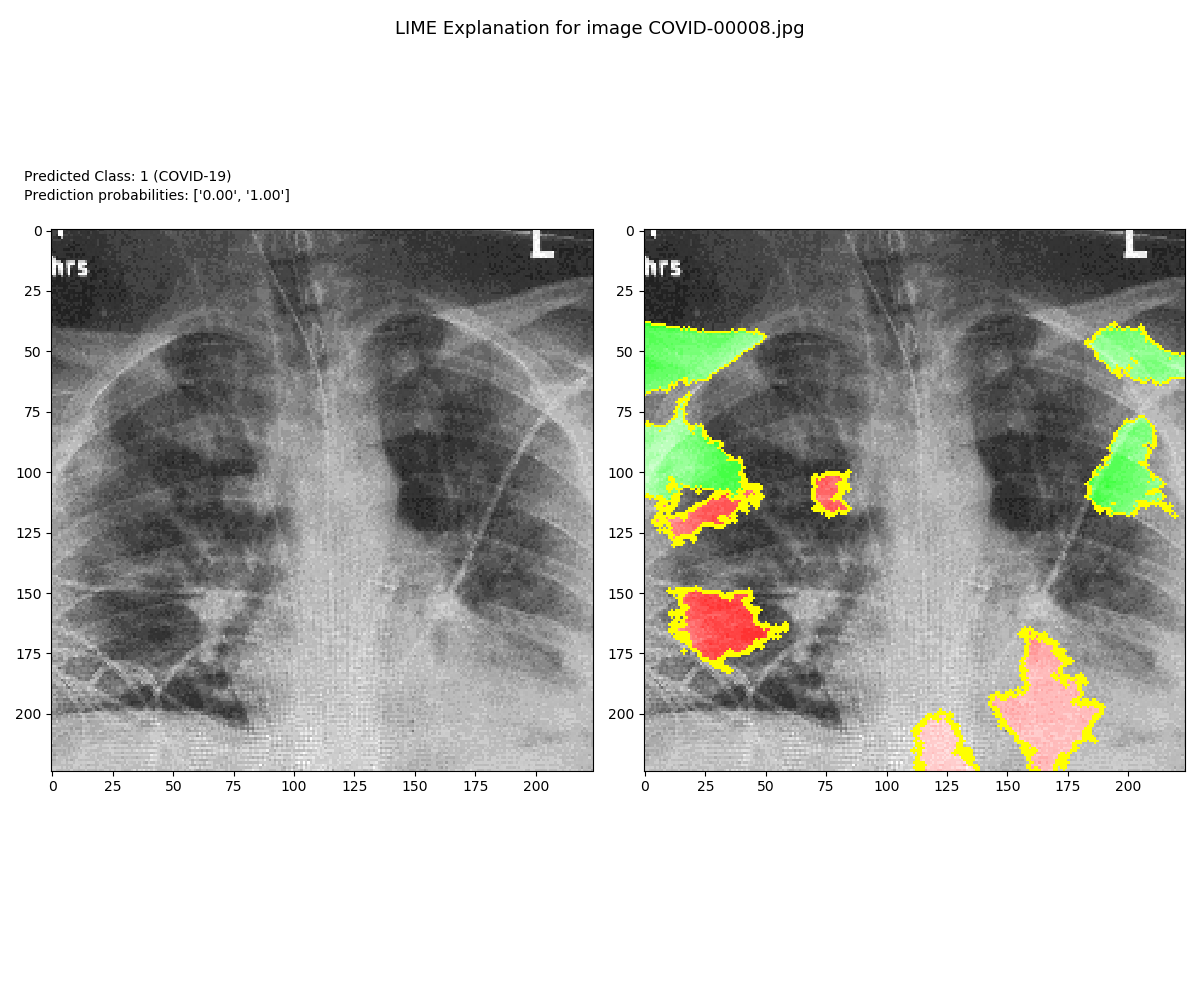 LIME Explanation for image COVID-00008.jpg
Predicted Class: 1 (COVID-19)
Prediction probabilities: ['0.00', '1.00']
0
25
50
75
100
125
150
175
200
0 25 50 75 100 125 150 175 200
hrs
L
0
25
50
75
100
125
150
175
200
0 25 50 75 100 125 150 175 200
hrs
L